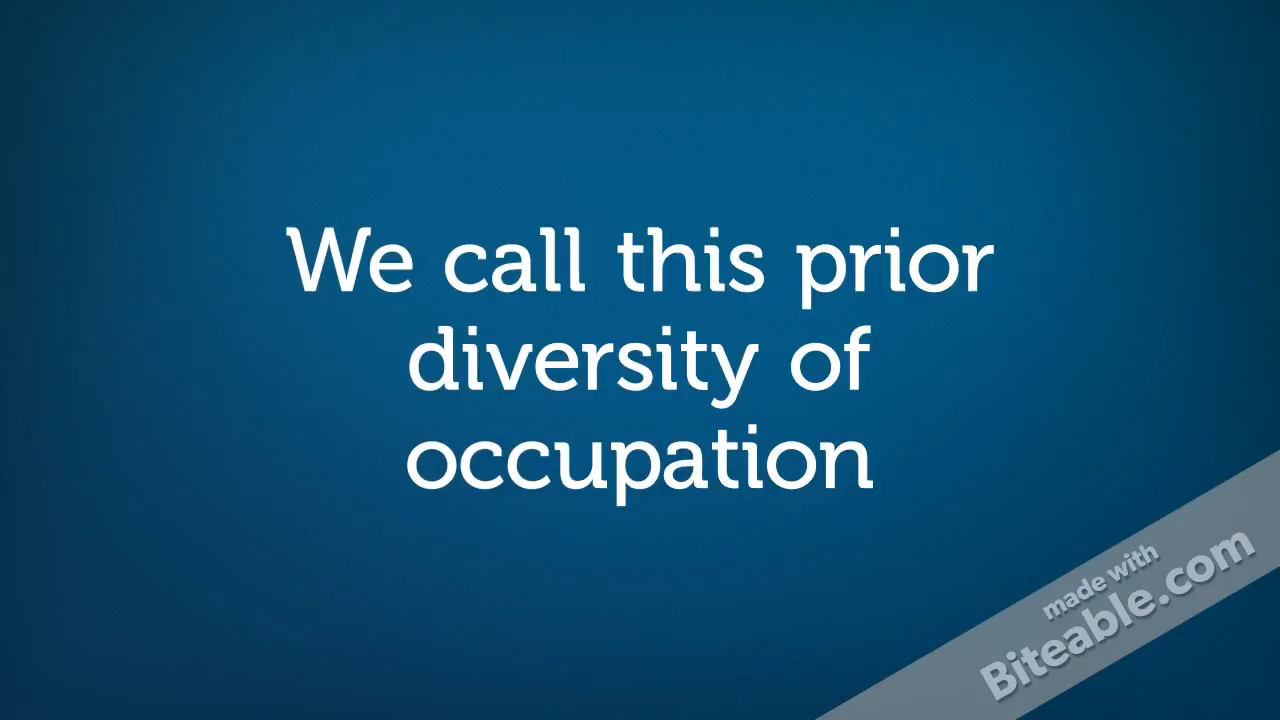 We call this prior
diversity of
occupation
made with
Biteable.com